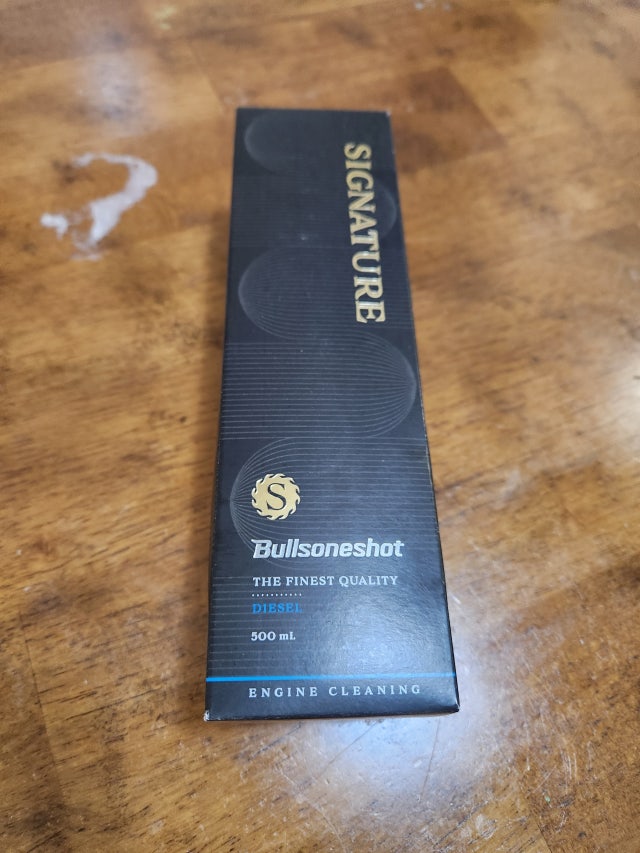 SIGNATURE
S
Bullsoneshot
THE FINEST QUALITY
DIESEL
500 mL
ENGINE CLEANING